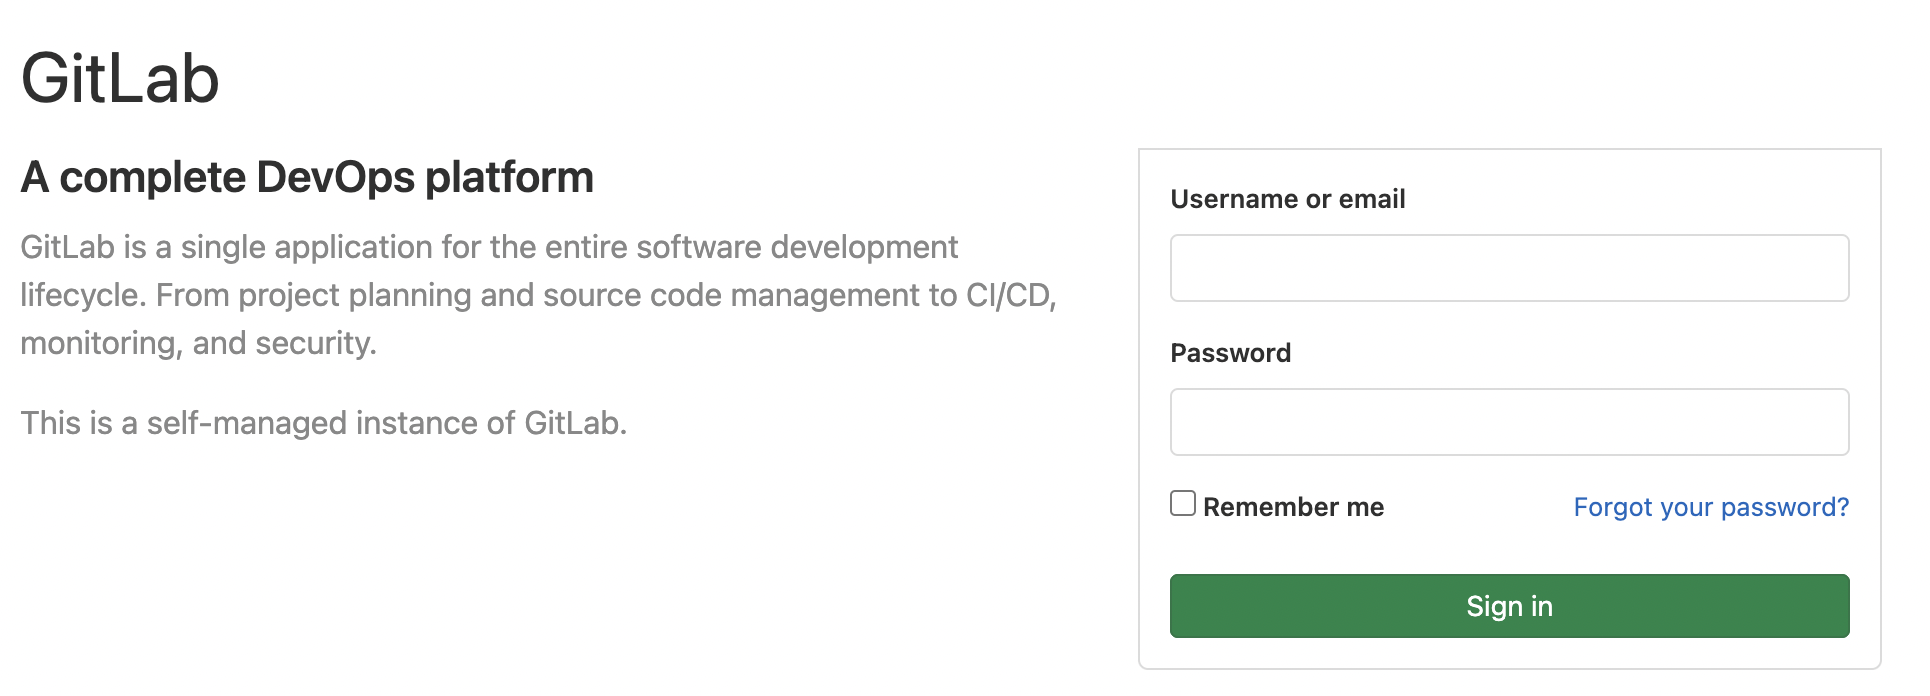 GitLab
A complete DevOps platform
GitLab is a single application for the entire software development
lifecycle. From project planning and source code management to CI/CD,
monitoring, and security.
This is a self-managed instance of GitLab.
Username or email
Password
Remember me
Forgot your password?
Sign in